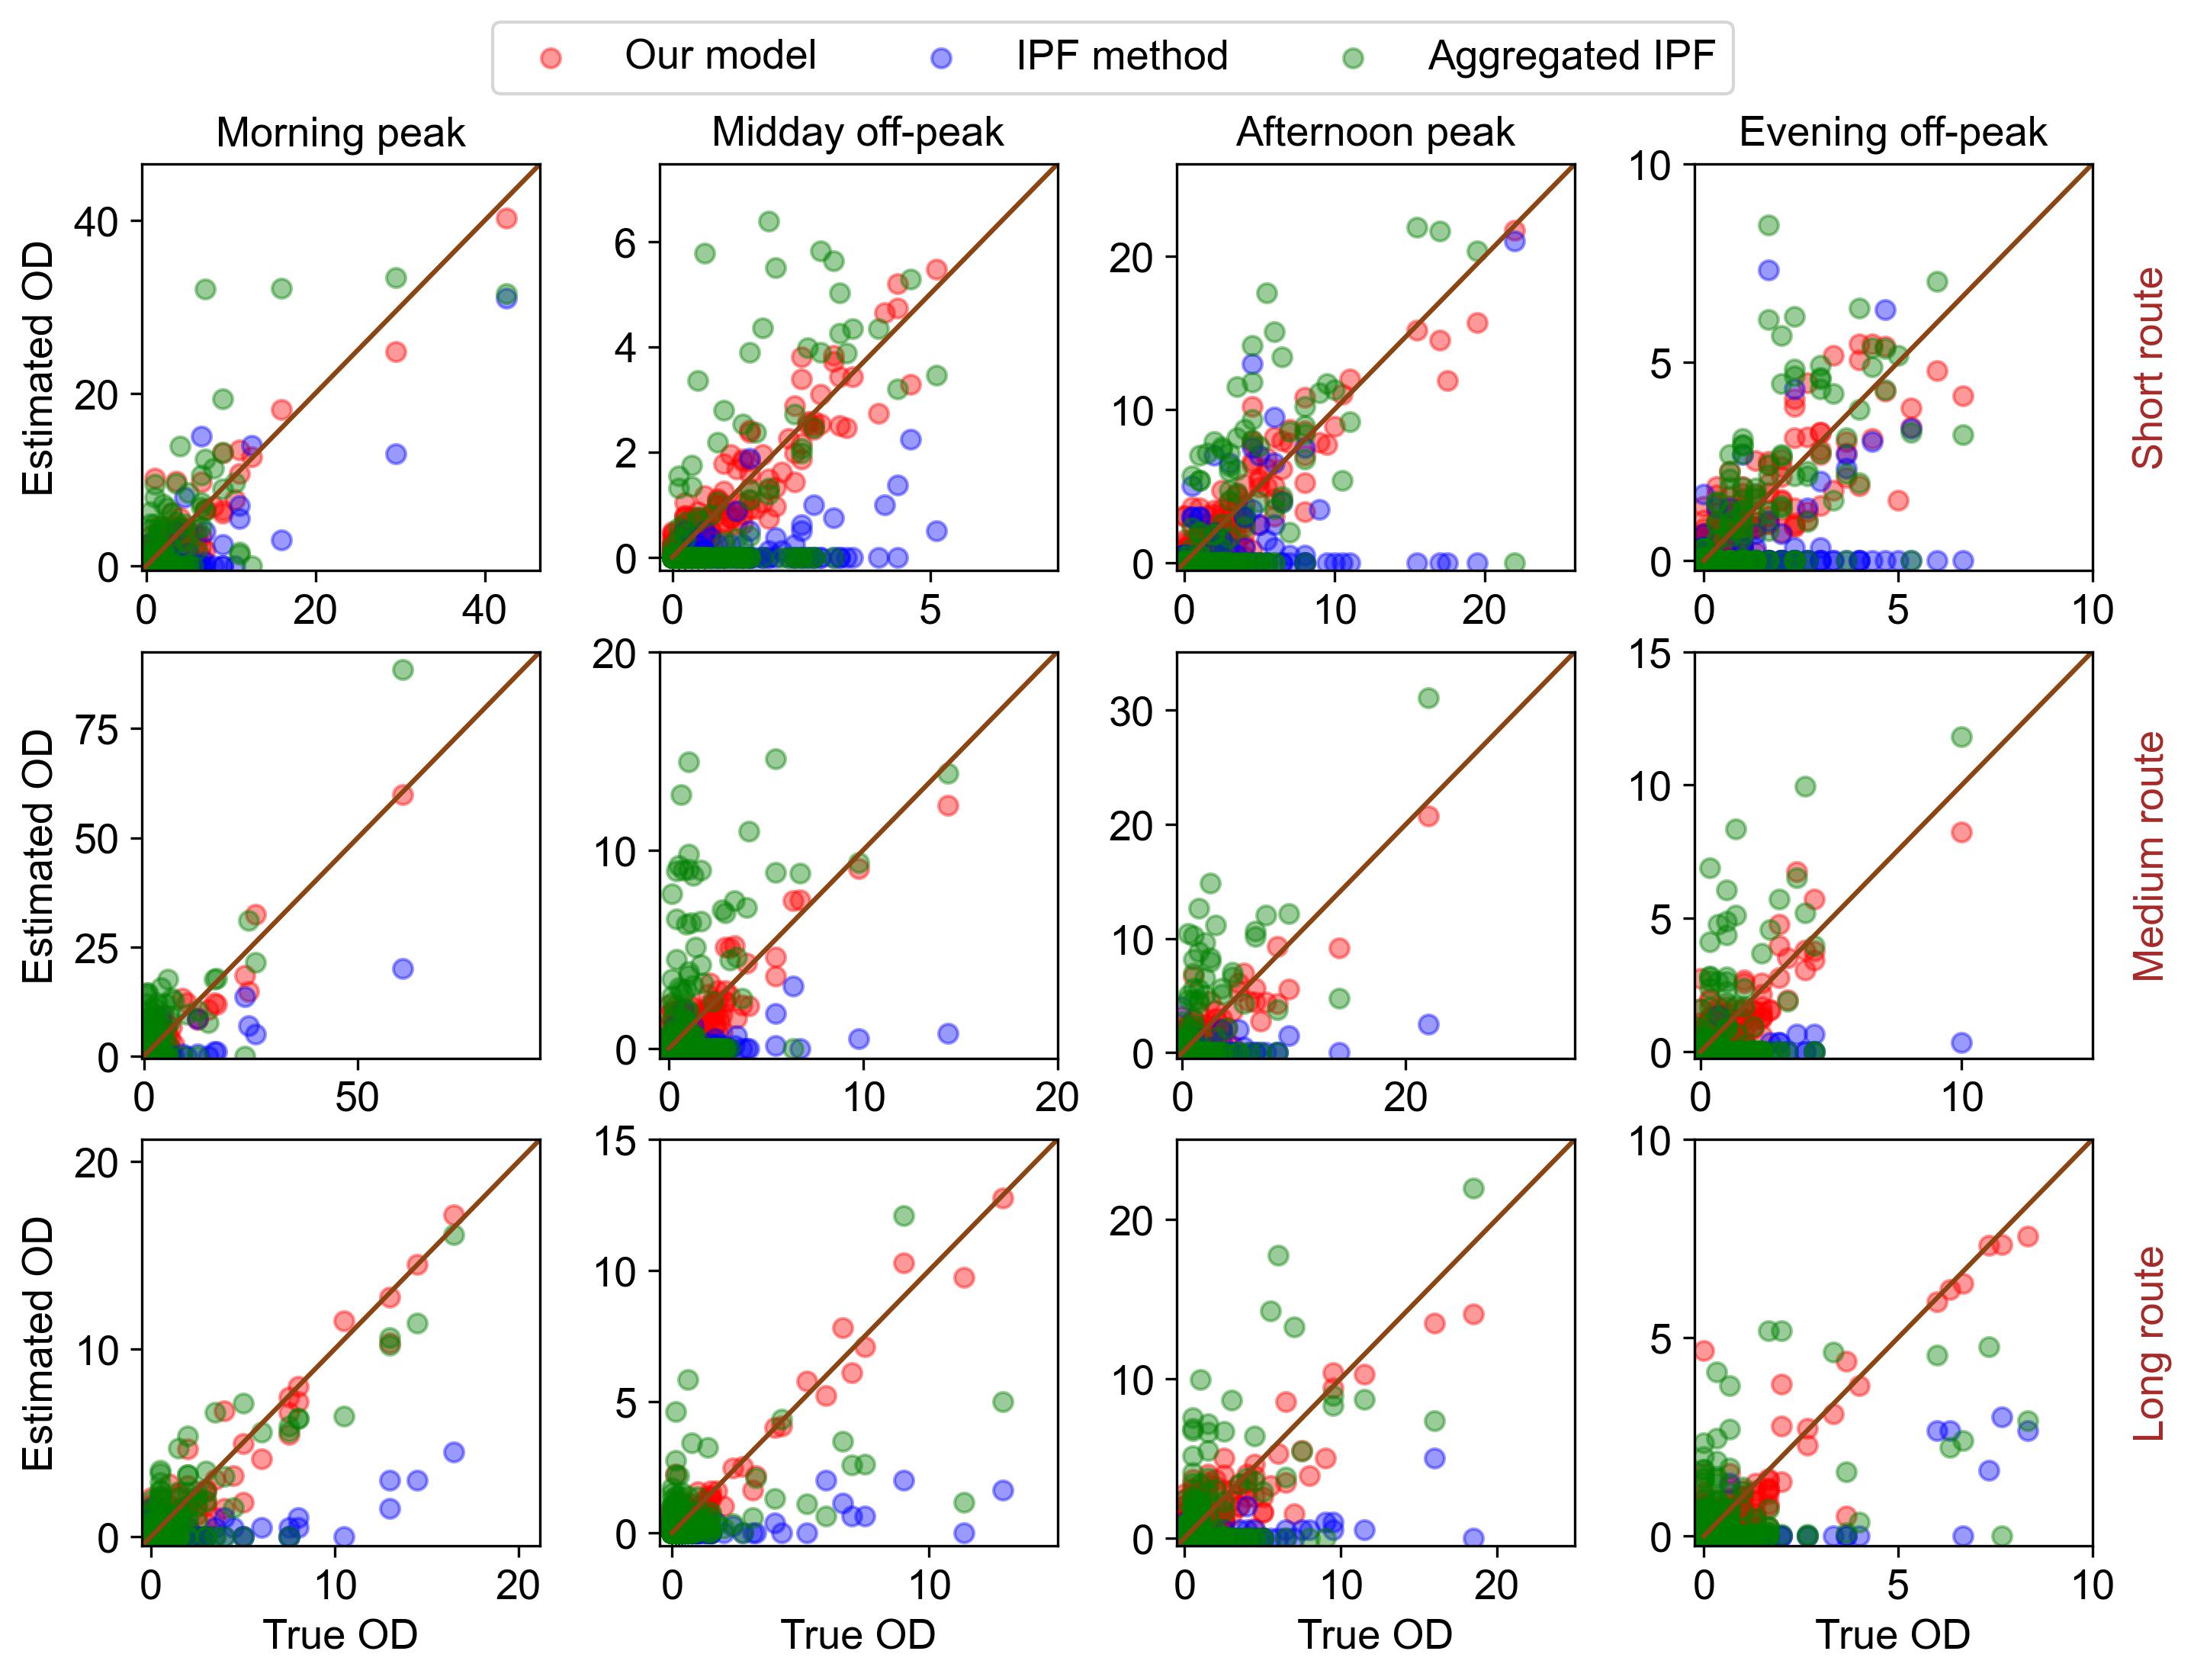 Our model IPF method Aggregated IPF
Morning peak Midday off-peak Afternoon peak Evening off-peak
Estimated OD
40
20
0
0 20 40
6
4
2
0
0 5
20
10
0
0 10 20
10
5
0
0 5 10
Short route
Estimated OD
75
50
25
0
0 50
20
10
0
0 10 20
30
20
10
0
0 20
15
10
5
0
0 10
Medium route
Estimated OD
20
10
0
0 10 20
True OD
15
10
5
0
0 10
True OD
20
10
0
0 10 20
True OD
10
5
0
0 5 10
True OD
Long route